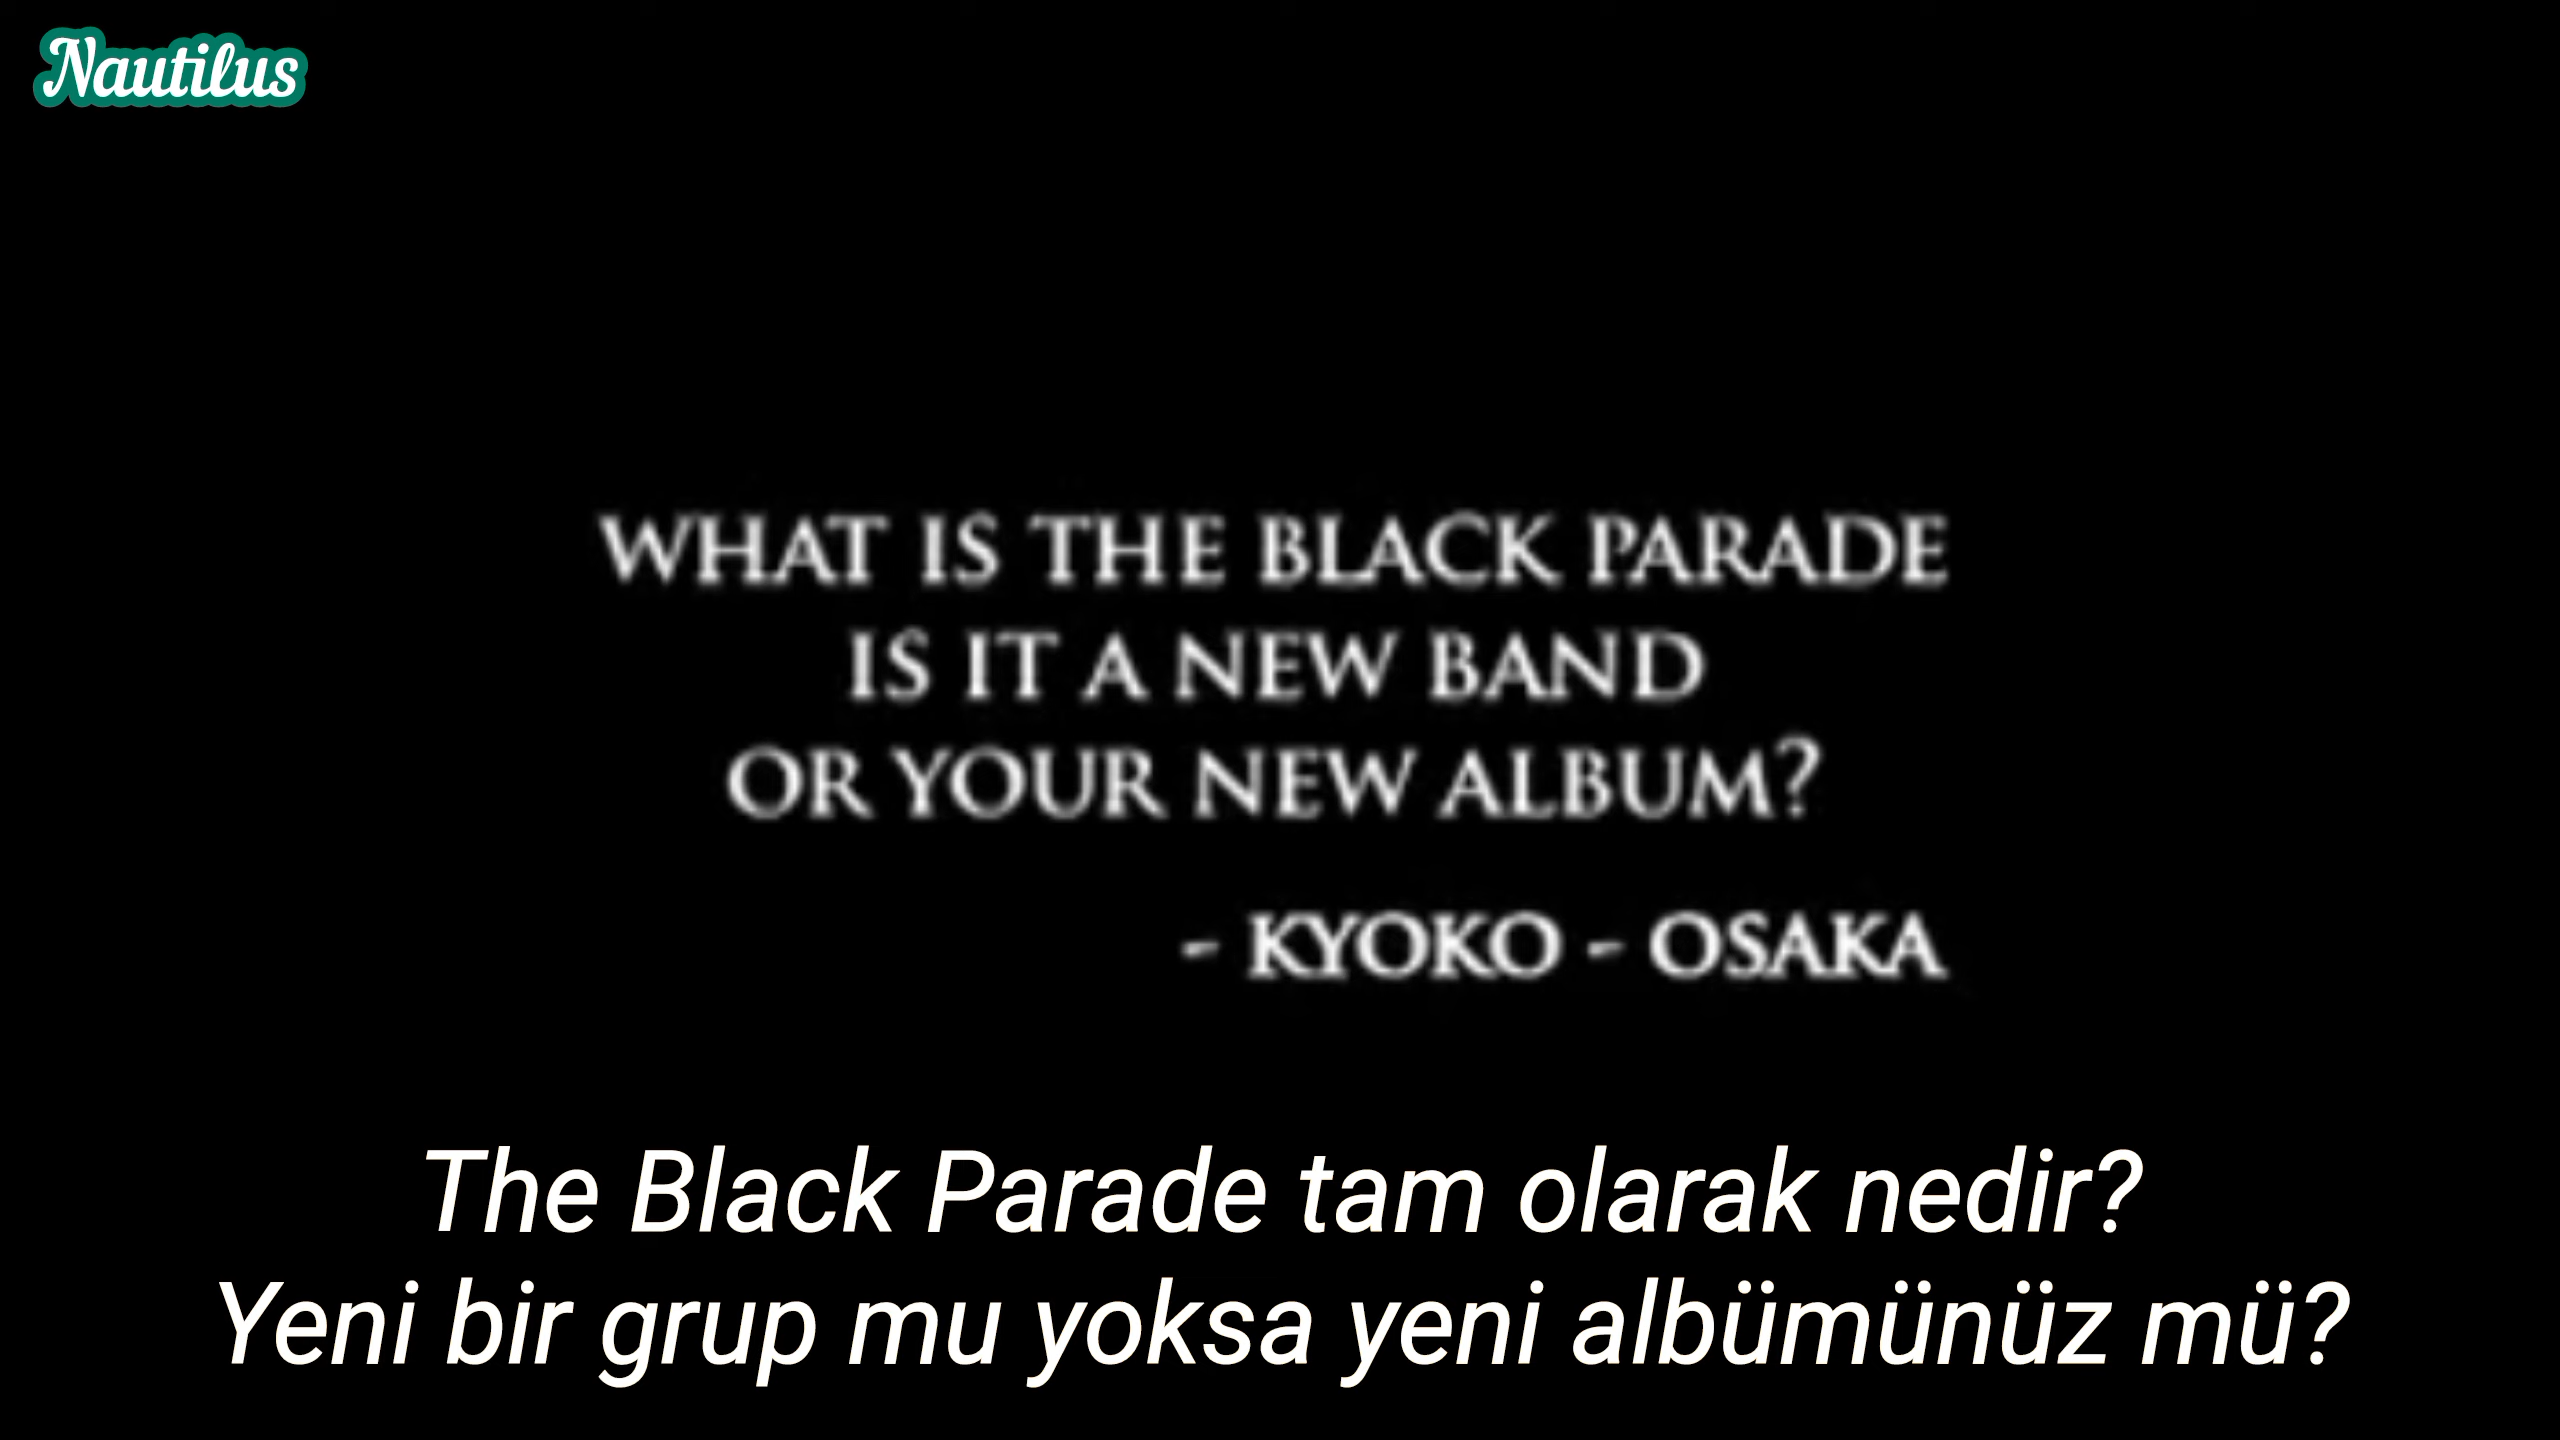 Nautilus
WHAT IS THE BLACK PARADE
IS IT A NEW BAND
OR YOUR NEW ALBUM?
- KYOKO - OSAKA
The Black Parade tam olarak nedir?
Yeni bir grup mu yoksa yeni albümünüz mü?